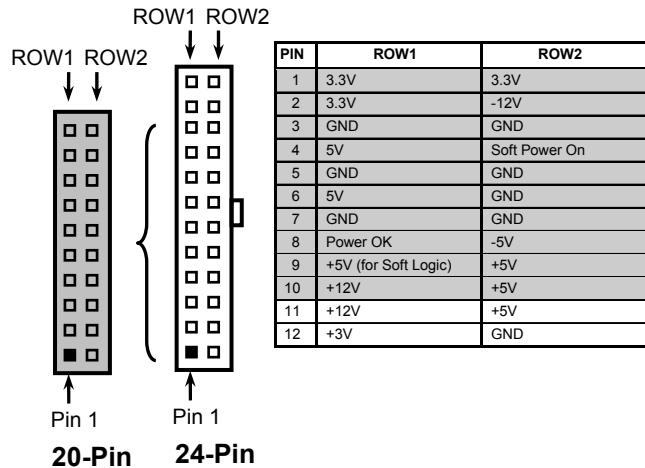 ROW1 ROW2
ROW1 ROW2
Pin 1
Pin 1
20-Pin
24-Pin
PIN ROW1 ROW2
1 3.3V 3.3V
2 3.3V -12V
3 GND GND
4 5V Soft Power On
5 GND GND
6 5V GND
7 GND GND
8 Power OK -5V
9 +5V (for Soft Logic) +5V
10 +12V +5V
11 +12V +5V
12 +3V GND